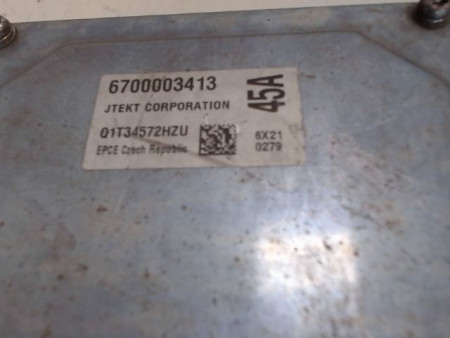 6700003413
JTEKT CORPORATION
45A
Q1T34572HZU
6X21
EPCE Czech Republic
0279